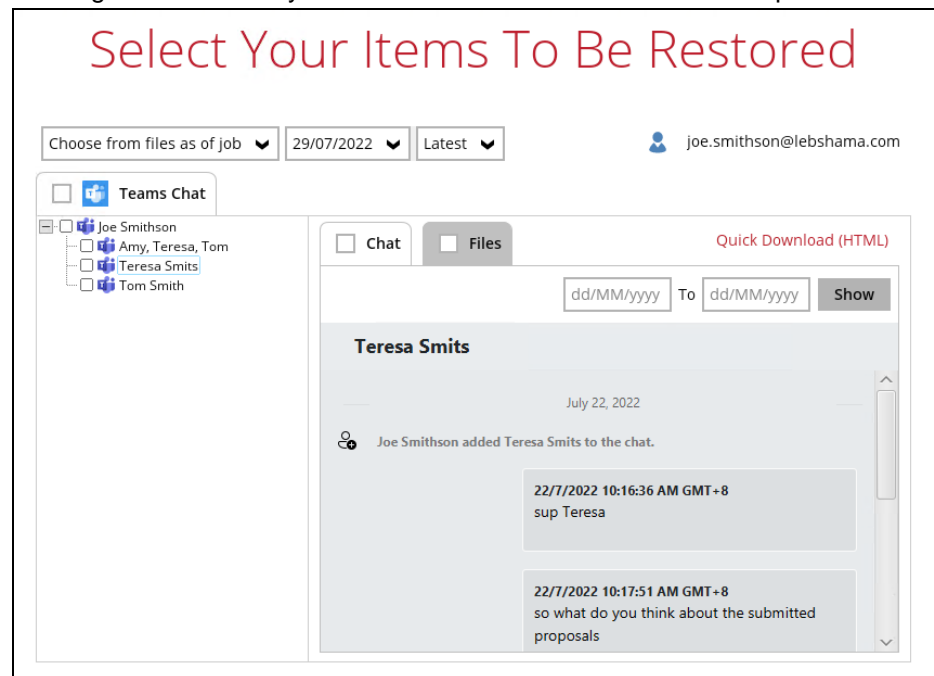 Select Your Items To Be Restored
Choose from files as of job 29/07/2022 Latest joe.smithson@lebshama.com
Teams Chat
Joe Smithson
Amy, Teresa, Tom
Teresa Smits
Tom Smith
Chat Files Quick Download (HTML)
dd/MM/yyyy To dd/MM/yyyy Show
Teresa Smits
July 22, 2022
Joe Smithson added Teresa Smits to the chat.
22/7/2022 10:16:36 AM GMT+8
sup Teresa
22/7/2022 10:17:51 AM GMT+8
so what do you think about the submitted
proposals